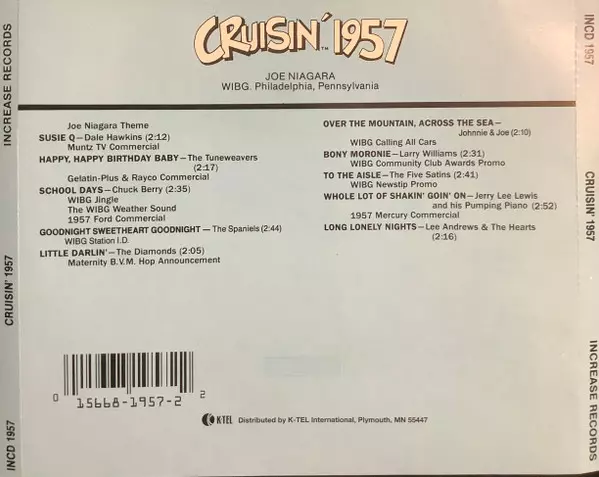 CRUISIN'™ 1957
JOE NIAGARA
WIBG. Philadelphia, Pennsylvania
Joe Niagara Theme
SUSIE Q—Dale Hawkins (2:12)
Muntz TV Commercial
HAPPY, HAPPY BIRTHDAY BABY—The Tuneweavers
(2:17)
Gelatin-Plus & Rayco Commercial
SCHOOL DAYS—Chuck Berry (2:35)
WIBG Jingle
The WIBG Weather Sound
1957 Ford Commercial
GOODNIGHT SWEETHEART GOODNIGHT—The Spaniels (2:44)
WIBG Station I.D.
LITTLE DARLIN'—The Diamonds (2:05)
Maternity B.V.M. Hop Announcement
OVER THE MOUNTAIN, ACROSS THE SEA—
Johnnie & Joe (2:10)
WIBG Calling All Cars
BONY MORONIE—Larry Williams (2:31)
WIBG Community Club Awards Promo
TO THE AISLE—The Five Satins (2:41)
WIBG Newstip Promo
WHOLE LOT OF SHAKIN' GOIN' ON—Jerry Lee Lewis
and his Pumping Piano (2:52)
1957 Mercury Commercial
LONG LONELY NIGHTS—Lee Andrews & The Hearts
(2:16)
0 15668-1957-2 2
K-TEL Distributed by K-TEL International, Plymouth, MN 55447
INCREASE RECORDS
CRUISIN' 1957
INCD 1957
INCD 1957
CRUISIN' 1957
INCREASE RECORDS